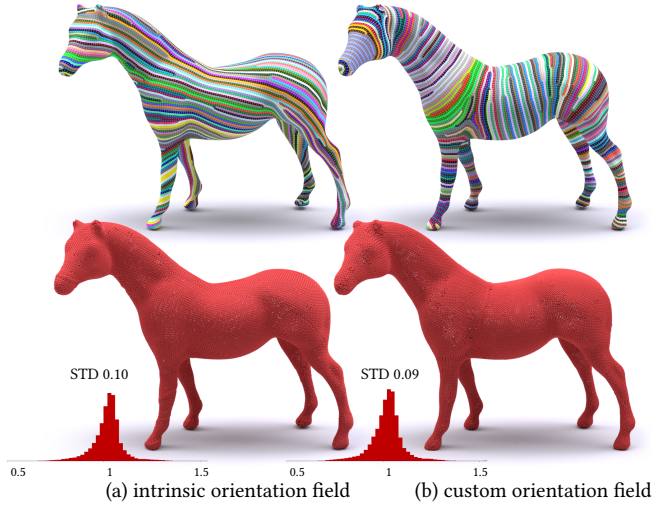 STD 0.10
STD 0.09
0.5 1 1.5
0.5 1 1.5
(a) intrinsic orientation field
(b) custom orientation field